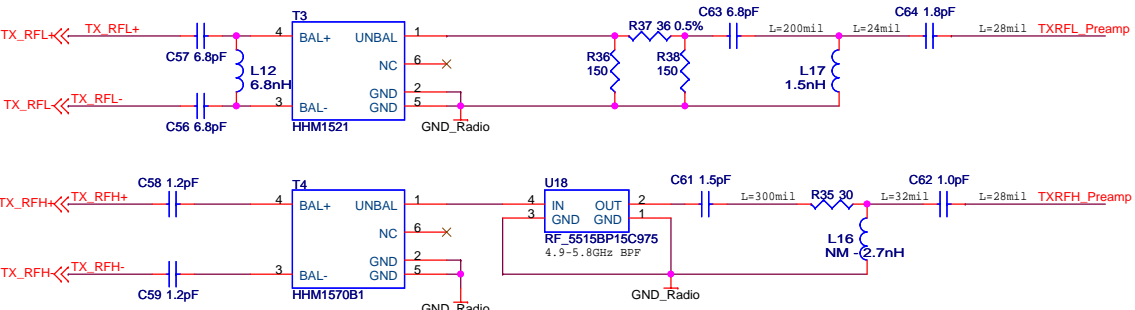 T3
C63 6.8pF
C64 1.8pF
R37 36 0.5%
TX_RFL+
TX_RFL+
4
BAL+
UNBAL
1
L=200mil
L=24mil
L=28mil
TXRFL_Preamp
C57 6.8pF
R36
150
R38
150
NC
6
L12
6.8nH
L17
1.5nH
GND
2
TX_RFL-
TX_RFL-
3
BAL-
GND
5
C56 6.8pF
HHM1521
GND_Radio
C58 1.2pF
T4
U18
C61 1.5pF
C62 1.0pF
TX_RFH+
TX_RFH+
4
BAL+
UNBAL
1
4
IN
OUT
2
L=300mil
R35 30
L=32mil
L=28mil
TXRFH_Preamp
3
GND
GND
1
NC
6
RF_5515BP15C975
4.9-5.8GHz BPF
L16
NM - 2.7nH
GND
2
TX_RFH-
TX_RFH-
3
BAL-
GND
5
C59 1.2pF
HHM1570B1
GND_Radio
GND_Radio